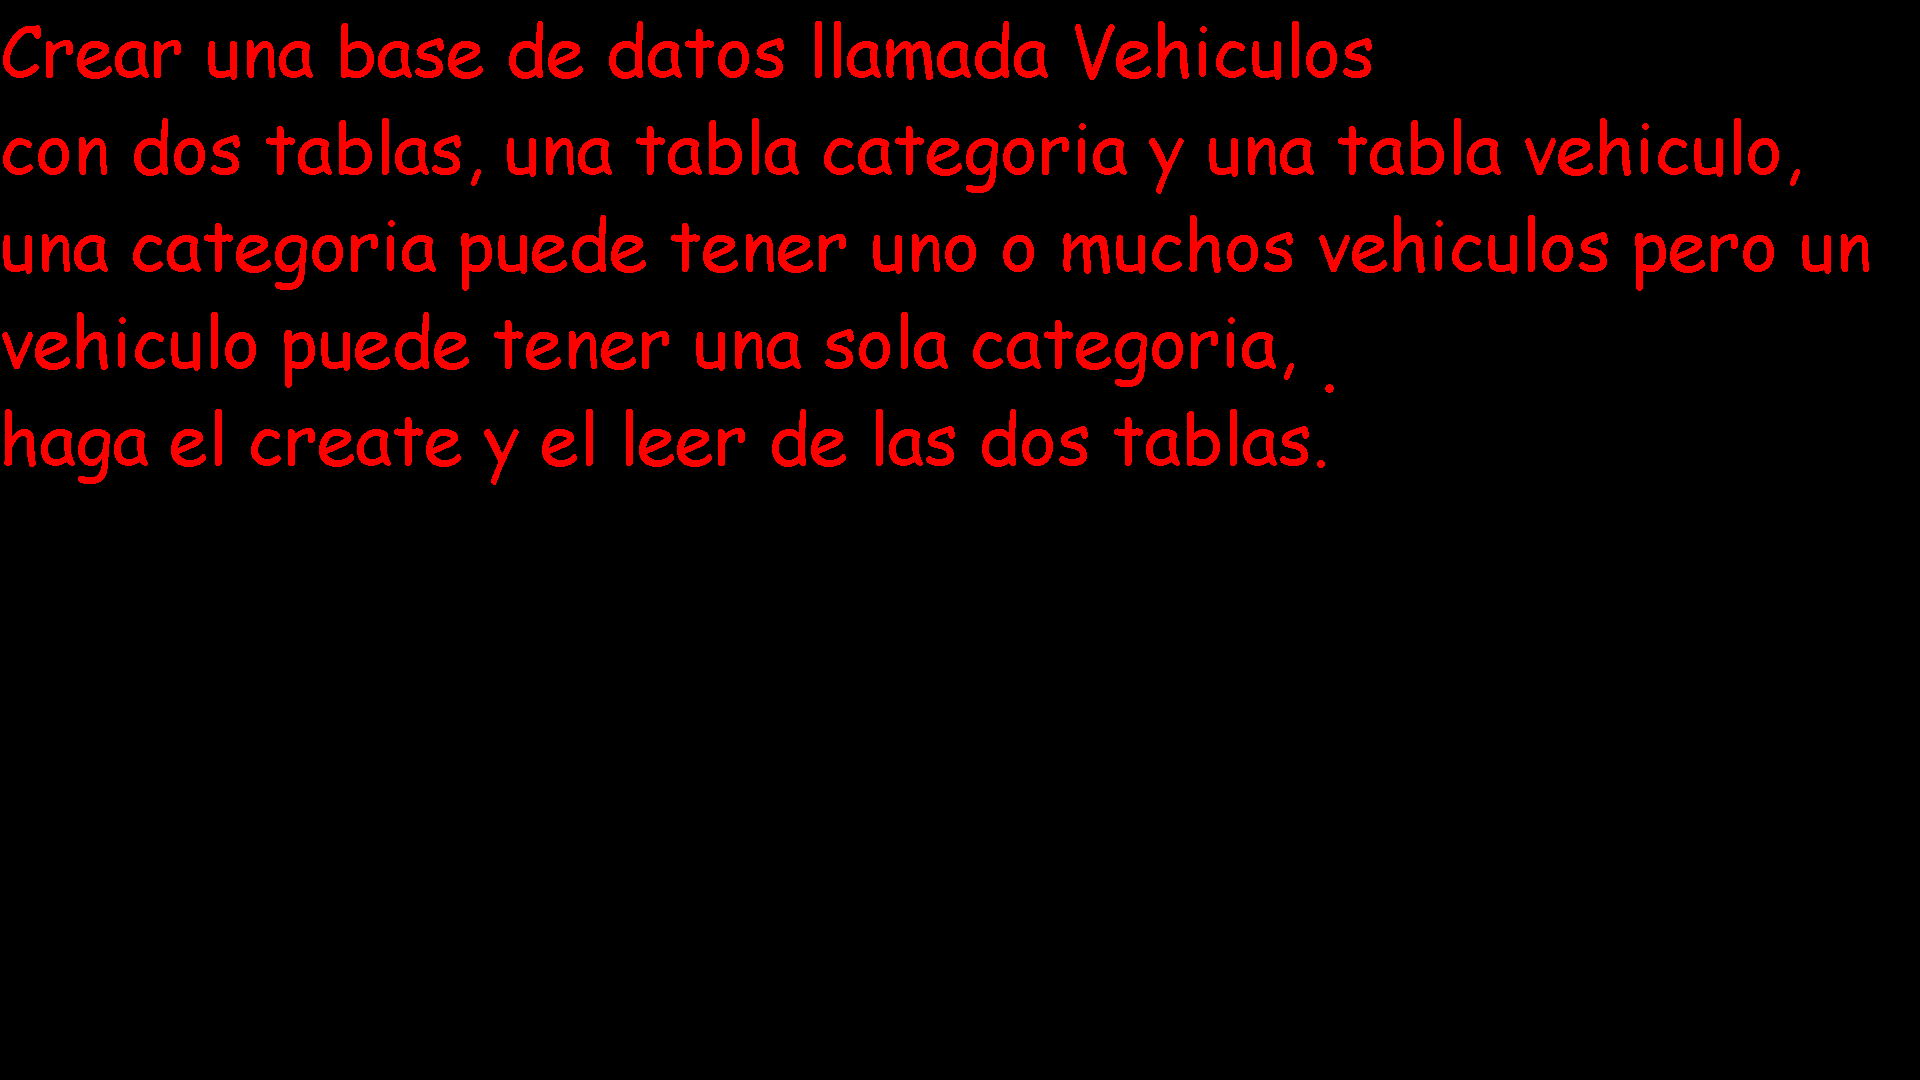 Crear una base de datos llamada Vehiculos
con dos tablas, una tabla categoria y una tabla vehiculo,
una categoria puede tener uno o muchos vehiculos pero un
vehiculo puede tener una sola categoria, .
haga el create y el leer de las dos tablas.